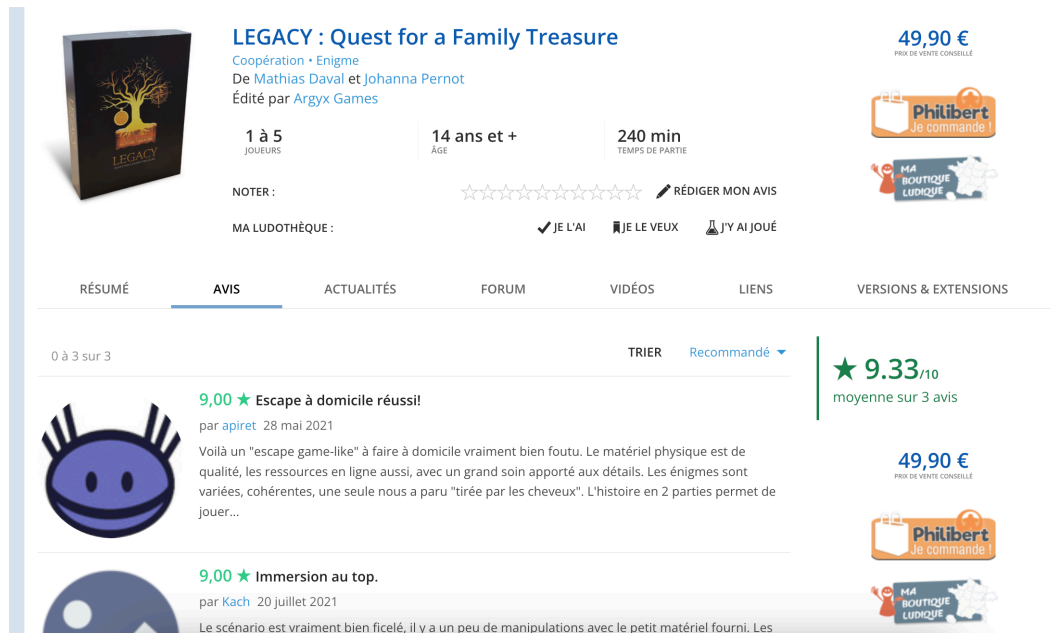 LEGACY : Quest for a Family Treasure
Coopération • Enigme
De Mathias Daval et Johanna Pernot
Édité par Argyx Games
1 à 5
JOUEURS
14 ans et +
ÂGE
240 min
TEMPS DE PARTIE
NOTER :
RÉDIGER MON AVIS
MA LUDOTHÈQUE :
JE L'AI
JE LE VEUX
J'Y AI JOUÉ
LEGACY
49,90 €
PRIX DE VENTE CONSEILLÉ
Philibert
Je commande !
MA
BOUTIQUE
LUDIQUE
RÉSUMÉ
AVIS
ACTUALITÉS
FORUM
VIDÉOS
LIENS
VERSIONS & EXTENSIONS
0 à 3 sur 3
TRIER
Recommandé
9,00 ★ Escape à domicile réussi!
par apiret 28 mai 2021
Voilà un "escape game-like" à faire à domicile vraiment bien foutu. Le matériel physique est de
qualité, les ressources en ligne aussi, avec un grand soin apporté aux détails. Les énigmes sont
variées, cohérentes, une seule nous a paru "tirée par les cheveux". L'histoire en 2 parties permet de
jouer...
9,00 ★ Immersion au top.
par Kach 20 juillet 2021
Le scénario est vraiment bien ficelé, il y a un peu de manipulations avec le petit matériel fourni. Les
★ 9.33/10
moyenne sur 3 avis
49,90 €
PRIX DE VENTE CONSEILLÉ
Philibert
Je commande !
MA
BOUTIQUE
LUDIQUE